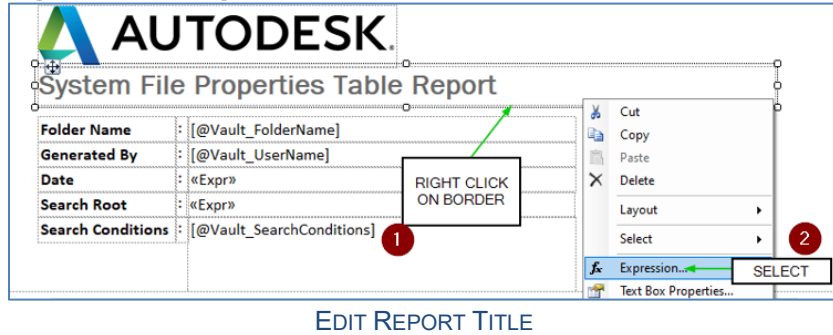 AUTODESK.
System File Properties Table Report
Folder Name : [@Vault_FolderName]
Generated By : [@Vault_UserName]
Date : «Expr»
Search Root : «Expr»
Search Conditions : [@Vault_SearchConditions]
RIGHT CLICK
ON BORDER
1
Cut
Copy
Paste
Delete
Layout
Select
2
fx Expression...
SELECT
Text Box Properties...
EDIT REPORT TITLE